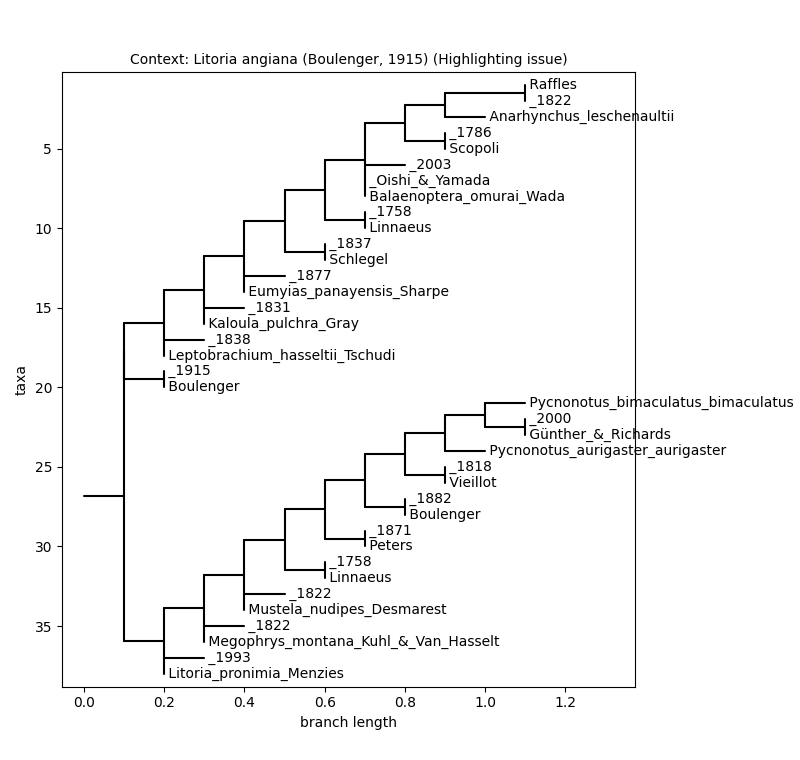 Context: Litoria angiana (Boulenger, 1915) (Highlighting issue)
Raffles
_1822
Anarhynchus_leschenaultii
_1786
Scopoli
_2003
_Oishi_&_Yamada
Balaenoptera_omurai_Wada
_1758
Linnaeus
_1837
Schlegel
_1877
Eumyias_panayensis_Sharpe
_1831
Kaloula_pulchra_Gray
_1838
Leptobrachium_hasseltii_Tschudi
_1915
Boulenger
Pycnonotus_bimaculatus_bimaculatus
_2000
Günther_&_Richards
Pycnonotus_aurigaster_aurigaster
_1818
Vieillot
_1882
Boulenger
_1871
Peters
_1758
Linnaeus
_1822
Mustela_nudipes_Desmarest
_1822
Megophrys_montana_Kuhl_&_Van_Hasselt
_1993
Litoria_pronimia_Menzies
5
10
15
20
25
30
35
taxa
0.0 0.2 0.4 0.6 0.8 1.0 1.2
branch length